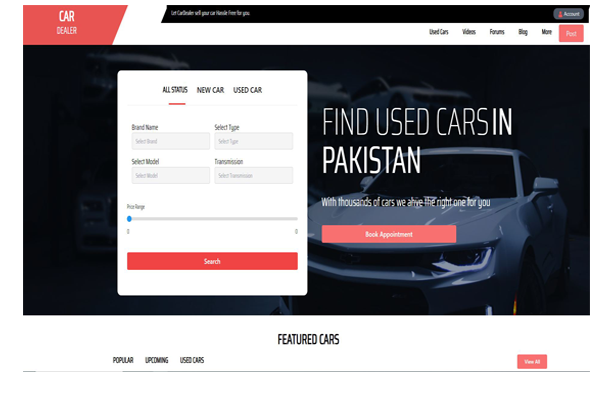 CAR
DEALER
Let CarDealer sell your car Hassle Free for you
Account
Used Cars Videos Forums Blog More Post
ALL STATUS NEW CAR USED CAR
Brand Name Select Type
Select Brand Select Type
Select Model Transmission
Select Model Select Transmission
Price Range
0 0
Search
FIND USED CARS IN
PAKISTAN
With thousands of cars we ahve the right one for you
Book Appointment
FEATURED CARS
POPULAR UPCOMING USED CARS
View All